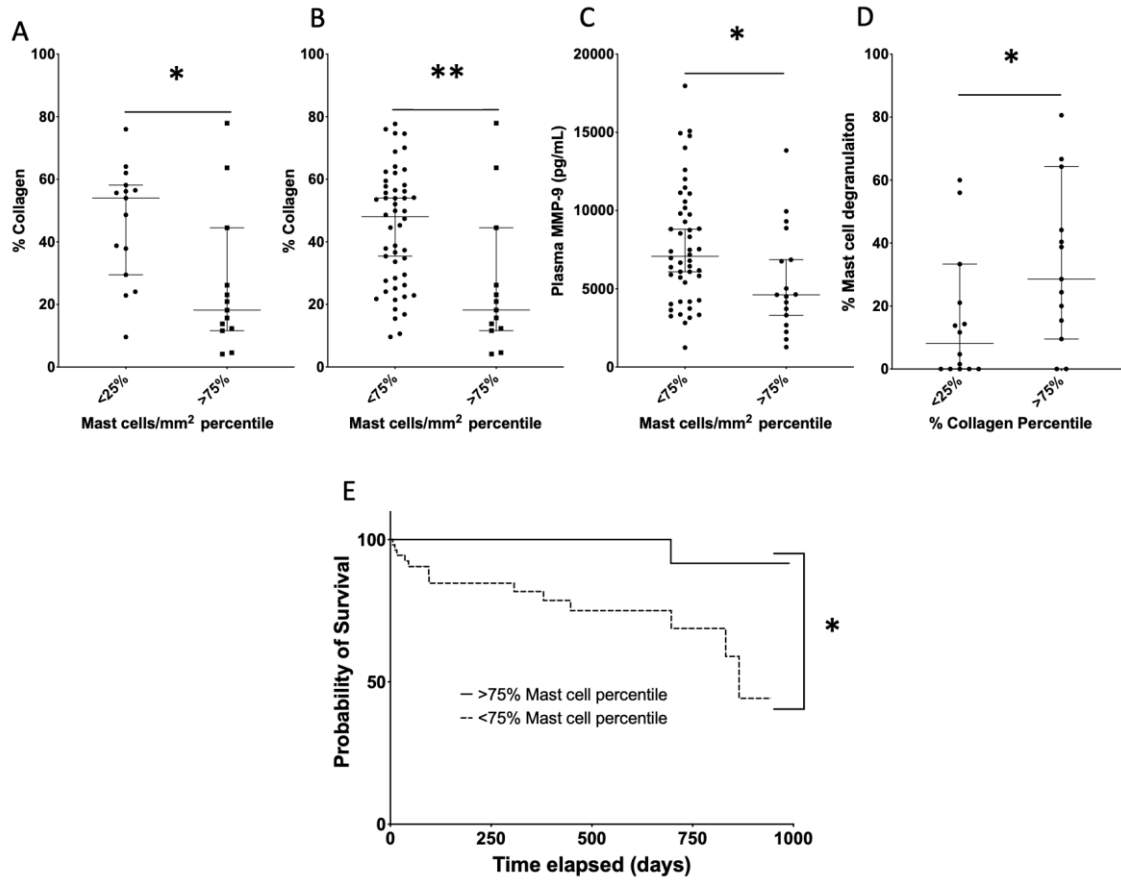 A
B
C
D
*
**
*
*
% Collagen
100
80
60
40
20
0
<25%
>75%
Mast cells/mm² percentile
% Collagen
100
80
60
40
20
0
<75%
>75%
Mast cells/mm² percentile
Plasma MMP-9 (pg/mL)
20000
15000
10000
5000
0
<75%
>75%
Mast cells/mm² percentile
% Mast cell degranulaiton
100
80
60
40
20
0
<25%
>75%
% Collagen Percentile
E
Probability of Survival
100
50
0
>75% Mast cell percentile
<75% Mast cell percentile
*
0
250
500
750
1000
Time elapsed (days)